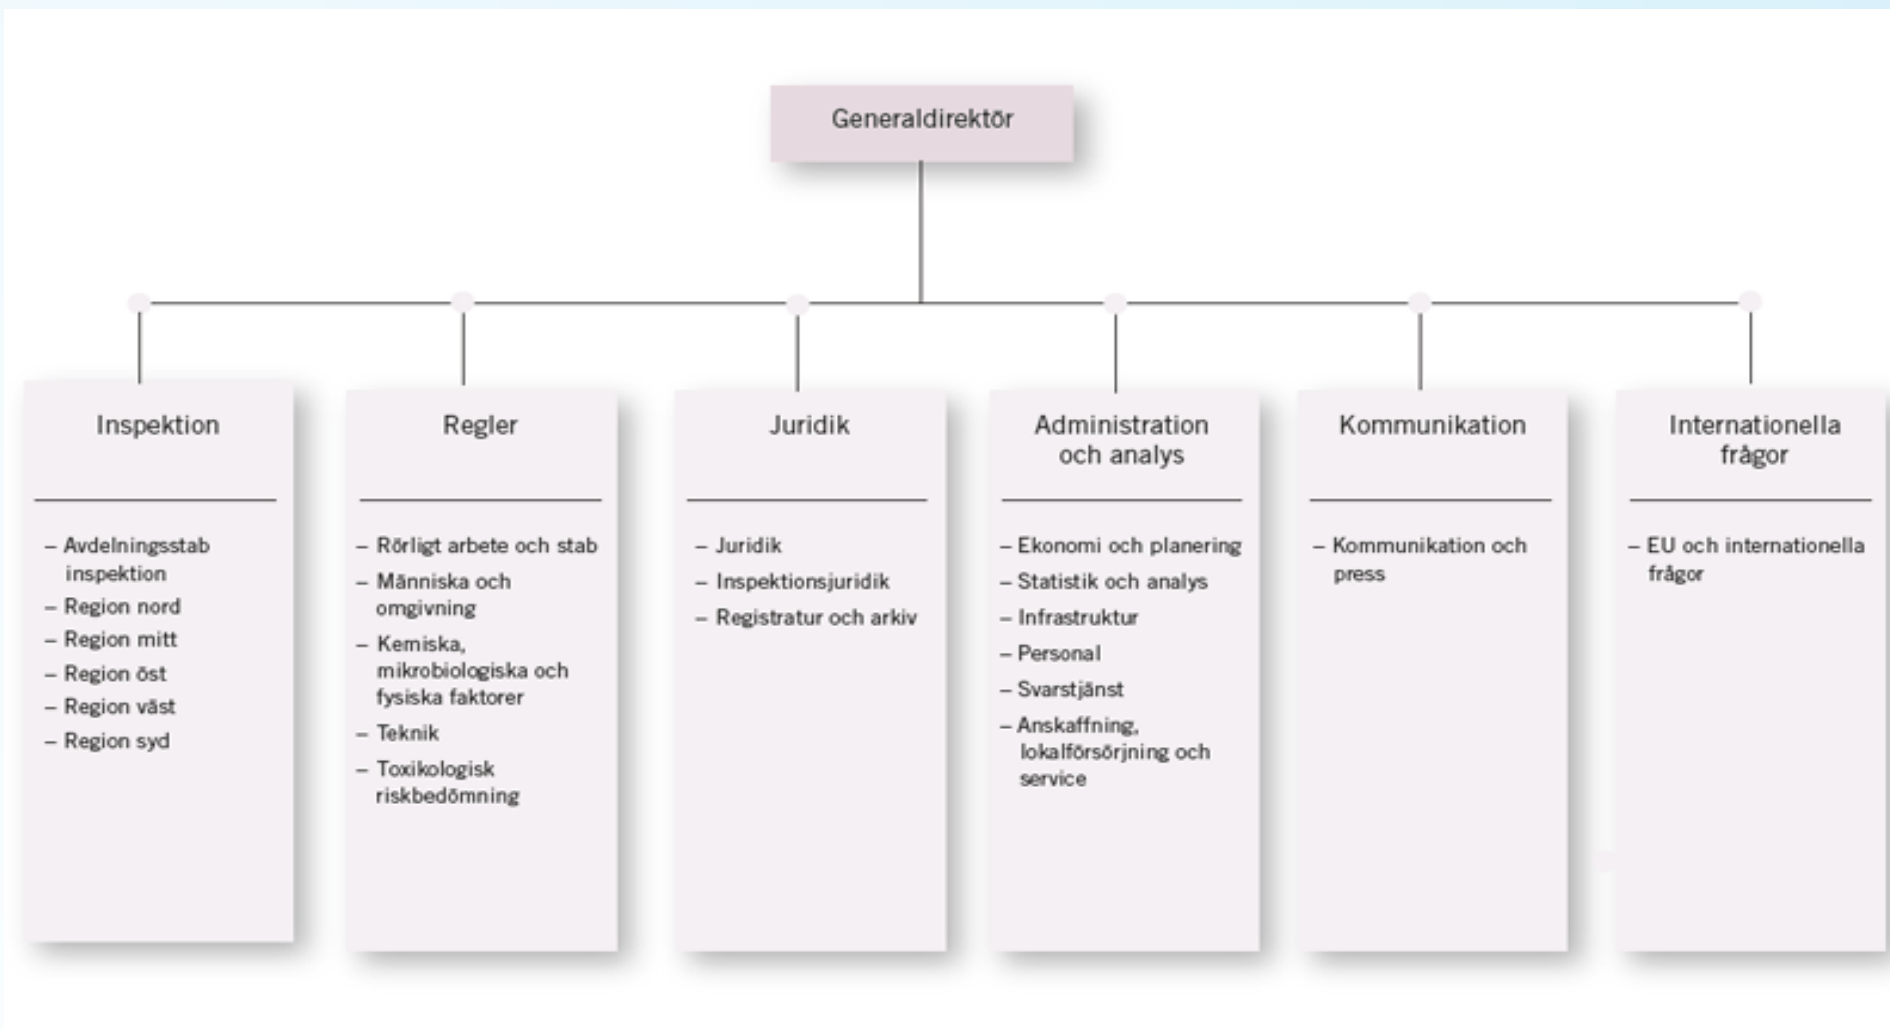 Generaldirektör
Inspektion
– Avdelningsstab
inspektion
– Region nord
– Region mitt
– Region öst
– Region väst
– Region syd
Regler
– Rörligt arbete och stab
– Människa och
omgivning
– Kemiska,
mikrobiologiska och
fysiska faktorer
– Teknik
– Toxikologisk
riskbedömning
Juridik
– Juridik
– Inspektionsjuridik
– Registratur och arkiv
Administration
och analys
– Ekonomi och planering
– Statistik och analys
– Infrastruktur
– Personal
– Svarstjänst
– Anskaffning,
lokalförsörjning och
service
Kommunikation
– Kommunikation och
press
Internationella
frågor
– EU och internationella
frågor